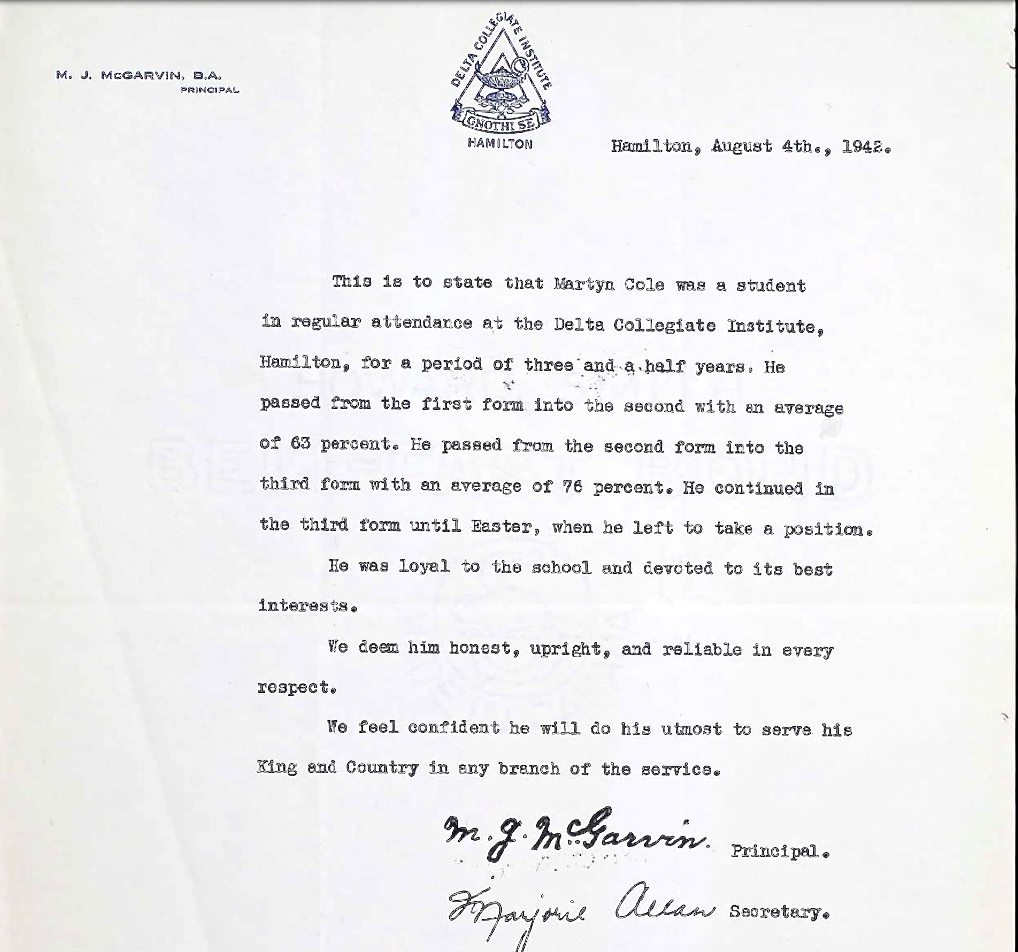 M. J. McGARVIN, B.A.
PRINCIPAL
DELTA COLLEGIATE INSTITUTE
GNOTHI SE
HAMILTON
Hamilton, August 4th., 1942.
This is to state that Martyn Cole was a student
in regular attendance at the Delta Collegiate Institute,
Hamilton, for a period of three and a half years. He
passed from the first form into the second with an average
of 63 percent. He passed from the second form into the
third form with an average of 76 percent. He continued in
the third form until Easter, when he left to take a position.
He was loyal to the school and devoted to its best
interests.
We deem him honest, upright, and reliable in every
respect.
We feel confident he will do his utmost to serve his
King and Country in any branch of the service.
M. J. McGarvin. Principal.
Marjorie Allan Secretary.